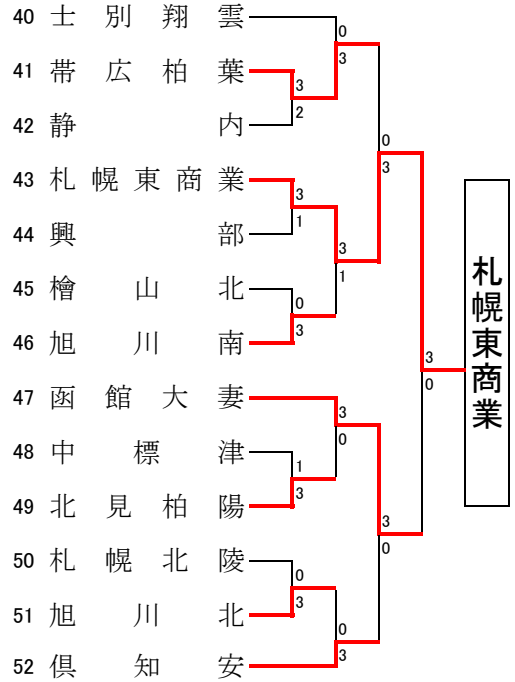 40 士別翔雲
0
3
41 帯広柏葉
3
2
42 静内
0
3
43 札幌東商業
3
1
44 興部
3
1
45 檜山北
0
3
46 旭川南
札幌東商業
3
0
47 函館大妻
3
0
48 中標津
1
3
49 北見柏陽
3
0
50 札幌北陵
0
3
51 旭川北
0
3
52 倶知安